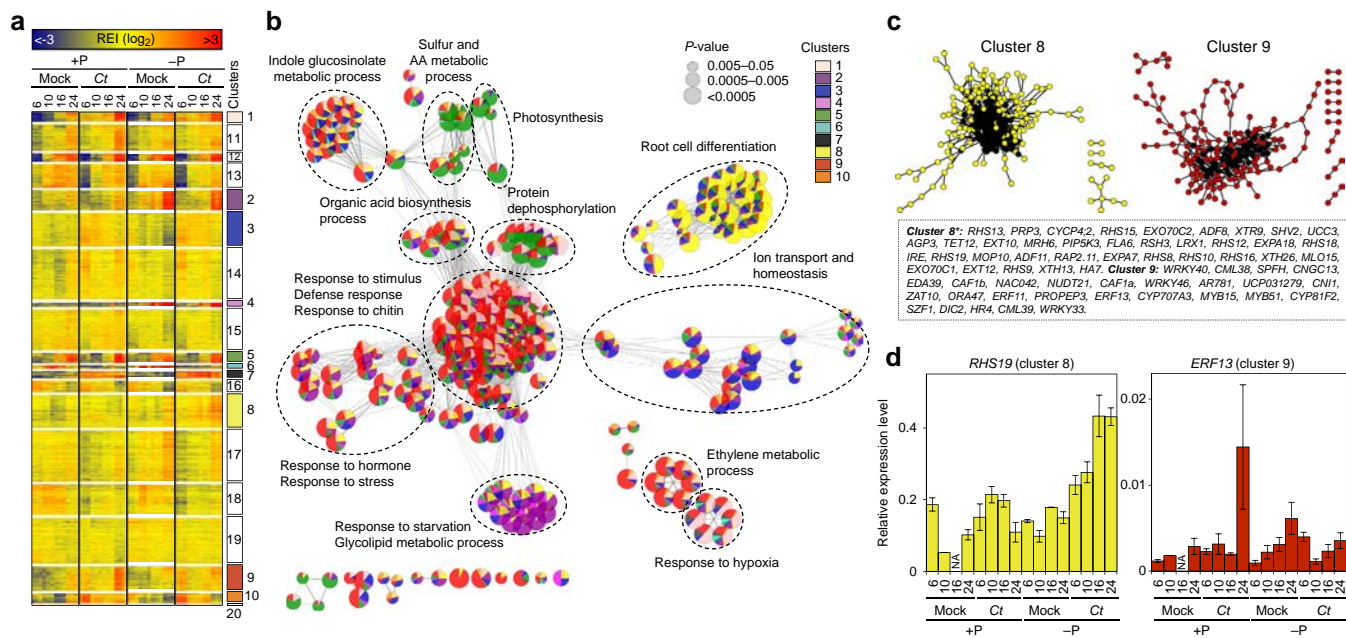 a
<-3 REI (log2) >3
+P –P
Mock Ct Mock Ct
6 10 16 24 6 10 16 24 6 10 16 24 6 10 16 24
Clusters
1
11
12
13
2
3
14
4
15
5
6
7
16
8
17
18
19
9
10
20
b
Indole glucosinolate
metabolic process
Sulfur and
AA metabolic
process
Photosynthesis
Organic acid biosynthesis
process
Protein
dephosphorylation
Response to stimulus
Defense response
Response to chitin
Response to hormone
Response to stress
Response to starvation
Glycolipid metabolic process
P-value
0.005–0.05
0.0005–0.005
<0.0005
Clusters
1
2
3
4
5
6
7
8
9
10
Root cell differentiation
Ion transport and
homeostasis
Ethylene metabolic
process
Response to hypoxia
c
Cluster 8 Cluster 9
Cluster 8*: RHS13, PRP3, CYCP4;2, RHS15, EXO70C2, ADF8, XTR9, SHV2, UCC3,
AGP3, TET12, EXT10, MRH6, PIP5K3, FLA6, RSH3, LRX1, RHS12, EXPA18, RHS18,
IRE, RHS19, MOP10, ADF11, RAP2.11, EXPA7, RHS8, RHS10, RHS16, XTH26, MLO15,
EXO70C1, EXT12, RHS9, XTH13, HA7. Cluster 9: WRKY40, CML38, SPFH, CNGC13,
EDA39, CAF1b, NAC042, NUDT21, CAF1a, WRKY46, AR781, UCP031279, CNI1,
ZAT10, ORA47, ERF11, PROPEP3, ERF13, CYP707A3, MYB15, MYB51, CYP81F2,
SZF1, DIC2, HR4, CML39, WRKY33.
d
RHS19 (cluster 8)
Relative expression level
0.4
0.2
0
NA
6 10 16 24 6 10 16 24 6 10 16 24 6 10 16 24
Mock Ct Mock Ct
+P –P
ERF13 (cluster 9)
0.02
0.01
0
NA
6 10 16 24 6 10 16 24 6 10 16 24 6 10 16 24
Mock Ct Mock Ct
+P –P